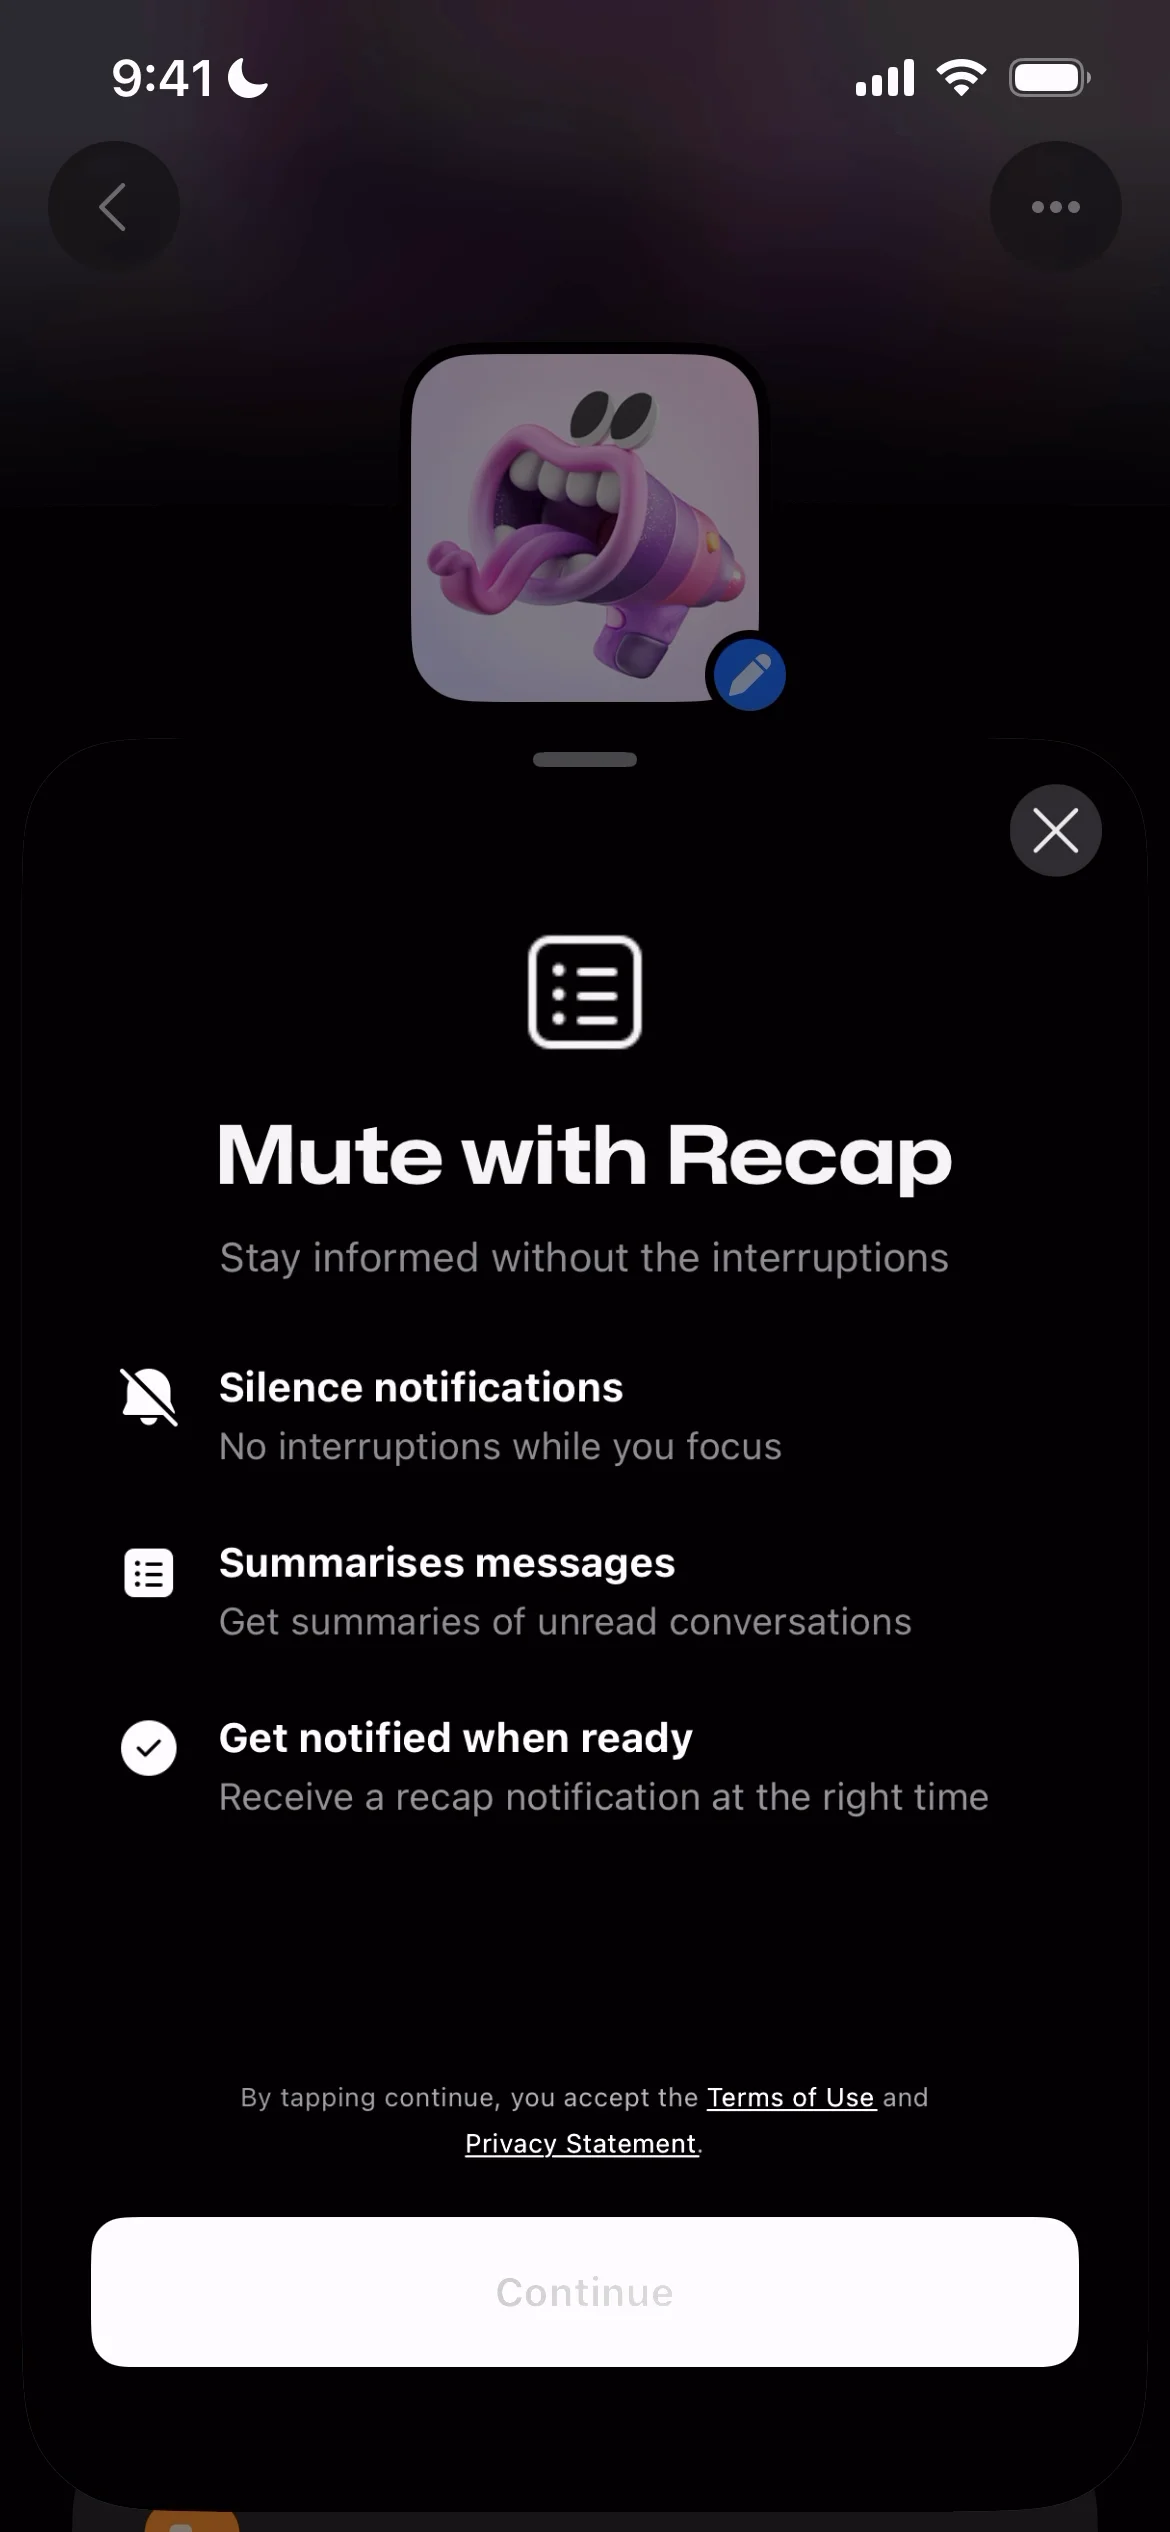 9:41
Mute with Recap
Stay informed without the interruptions
Silence notifications
No interruptions while you focus
Summarises messages
Get summaries of unread conversations
Get notified when ready
Receive a recap notification at the right time
By tapping continue, you accept the Terms of Use and
Privacy Statement.
Continue